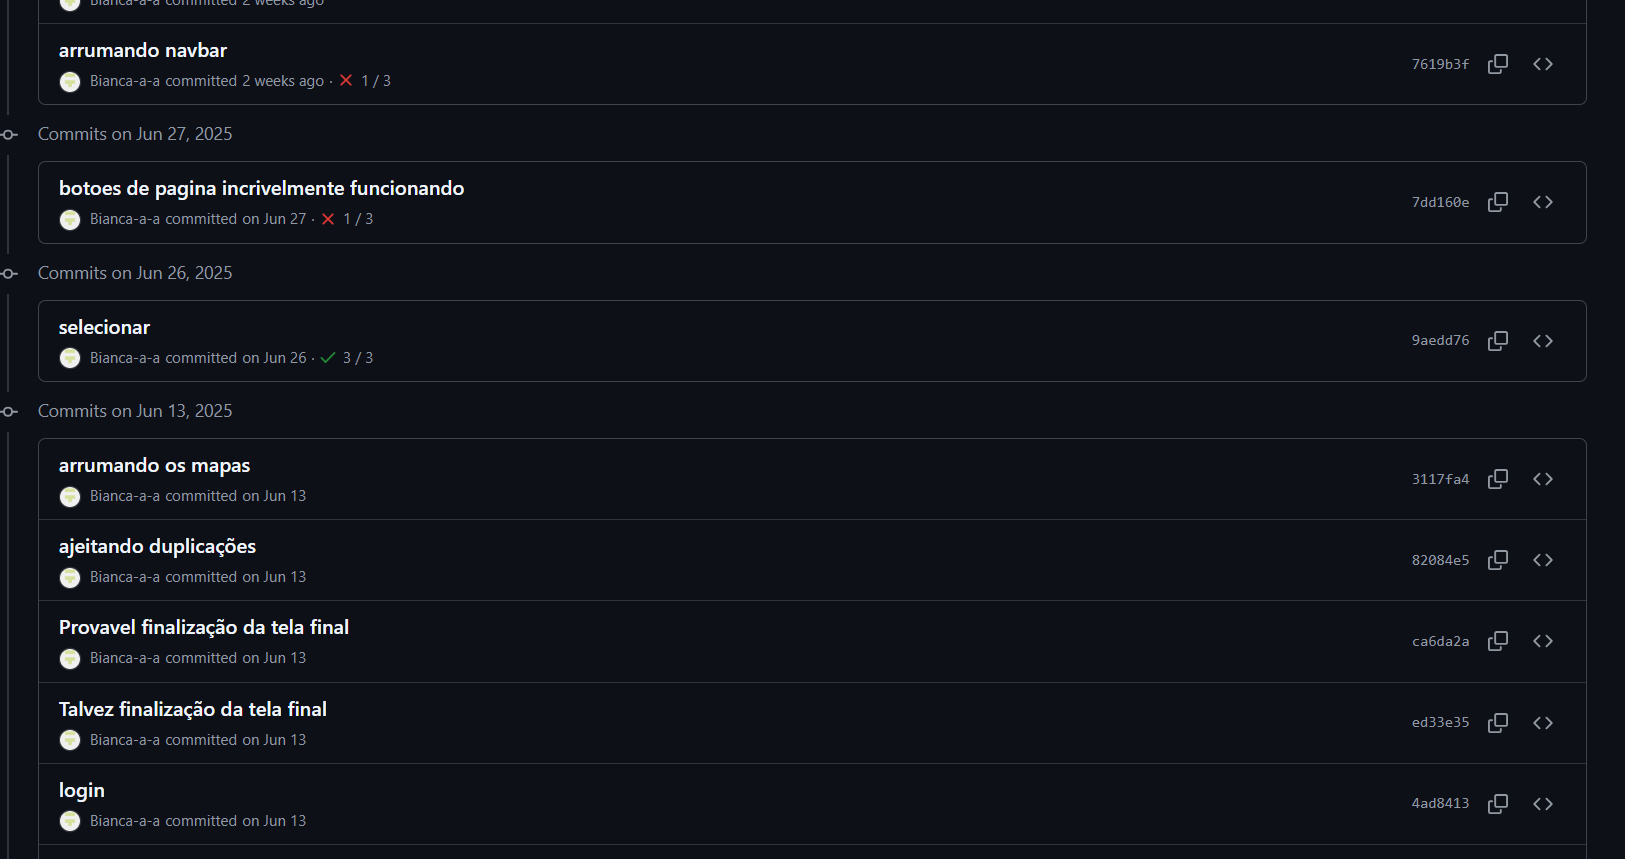 Bianca-a-a committed 2 weeks ago
arrumando navbar
7619b3f
Bianca-a-a committed 2 weeks ago · 1 / 3
Commits on Jun 27, 2025
botoes de pagina incrivelmente funcionando
7dd160e
Bianca-a-a committed on Jun 27 · 1 / 3
Commits on Jun 26, 2025
selecionar
9aedd76
Bianca-a-a committed on Jun 26 · 3 / 3
Commits on Jun 13, 2025
arrumando os mapas
3117fa4
Bianca-a-a committed on Jun 13
ajeitando duplicações
82084e5
Bianca-a-a committed on Jun 13
Provavel finalização da tela final
ca6da2a
Bianca-a-a committed on Jun 13
Talvez finalização da tela final
ed33e35
Bianca-a-a committed on Jun 13
login
4ad8413
Bianca-a-a committed on Jun 13